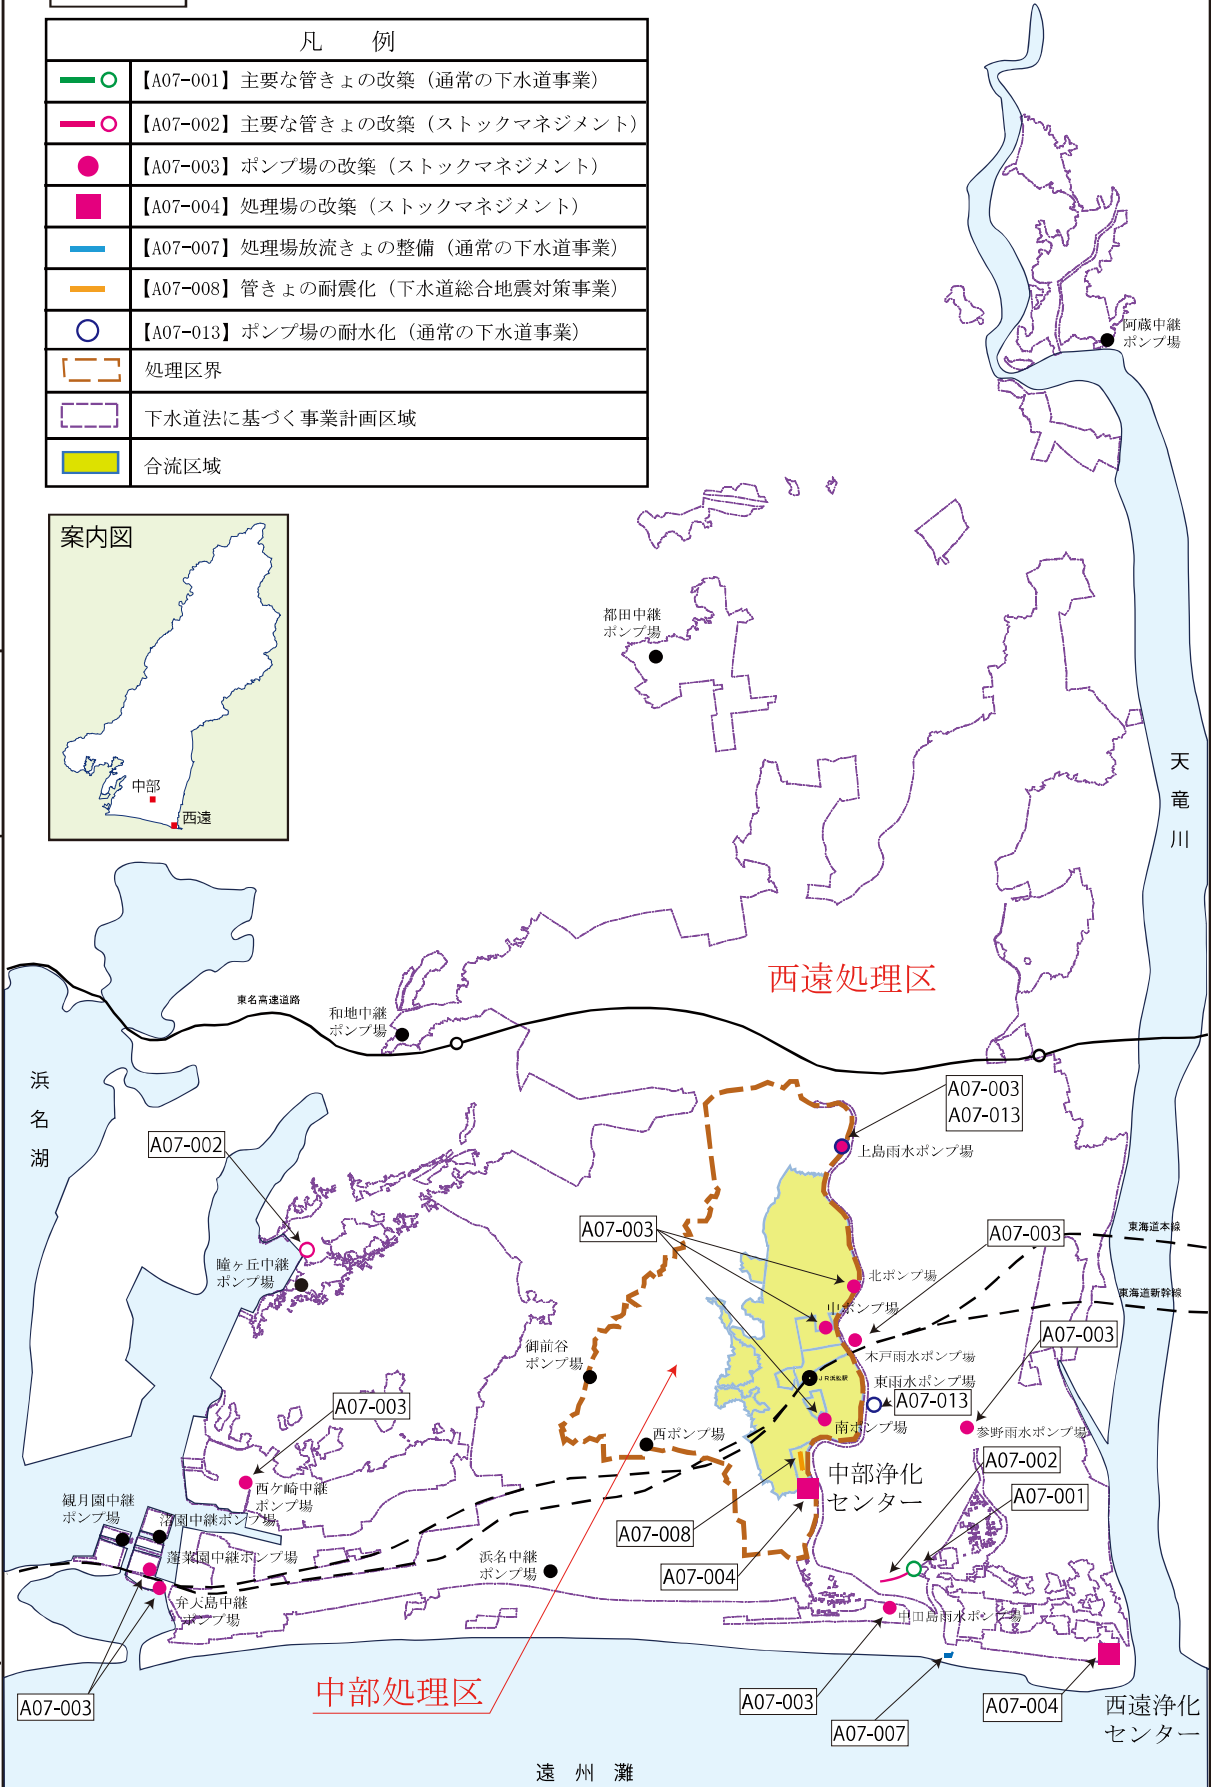 凡　例
【A07-001】主要な管きょの改築（通常の下水道事業）
【A07-002】主要な管きょの改築（ストックマネジメント）
【A07-003】ポンプ場の改築（ストックマネジメント）
【A07-004】処理場の改築（ストックマネジメント）
【A07-007】処理場放流きょの整備（通常の下水道事業）
【A07-008】管きょの耐震化（下水道総合地震対策事業）
【A07-013】ポンプ場の耐水化（通常の下水道事業）
処理区界
下水道法に基づく事業計画区域
合流区域
案内図
中部
西遠
阿蔵中継
ポンプ場
都田中継
ポンプ場
天竜川
西遠処理区
東名高速道路
和地中継
ポンプ場
浜名湖
A07-003
A07-013
上島雨水ポンプ場
A07-002
瞳ヶ丘中継
ポンプ場
A07-003
A07-003
東海道本線
東海道新幹線
北ポンプ場
中ポンプ場
木戸雨水ポンプ場
A07-003
御前谷
ポンプ場
JR浜松駅
東雨水ポンプ場
A07-013
A07-003
南ポンプ場
参野雨水ポンプ場
西ポンプ場
A07-002
A07-001
中部浄化
センター
西ケ崎中継
ポンプ場
観月園中継
ポンプ場
渚園中継ポンプ場
蓬莱園中継ポンプ場
弁天島中継
ポンプ場
A07-008
A07-004
浜名中継
ポンプ場
中田島雨水ポンプ場
A07-003
中部処理区
A07-003
A07-007
A07-004
西遠浄化
センター
遠州灘